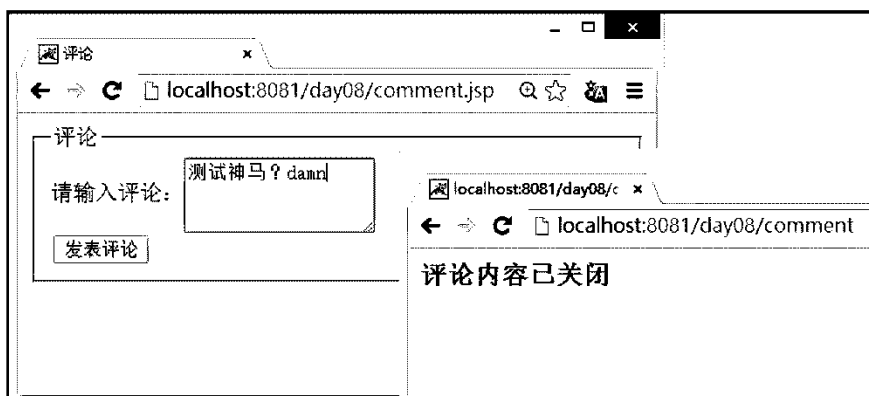 评论
localhost:8081/day08/comment.jsp
评论
请输入评论：
测试神马？damn
发表评论
localhost:8081/day08/c
localhost:8081/day08/comment
评论内容已关闭